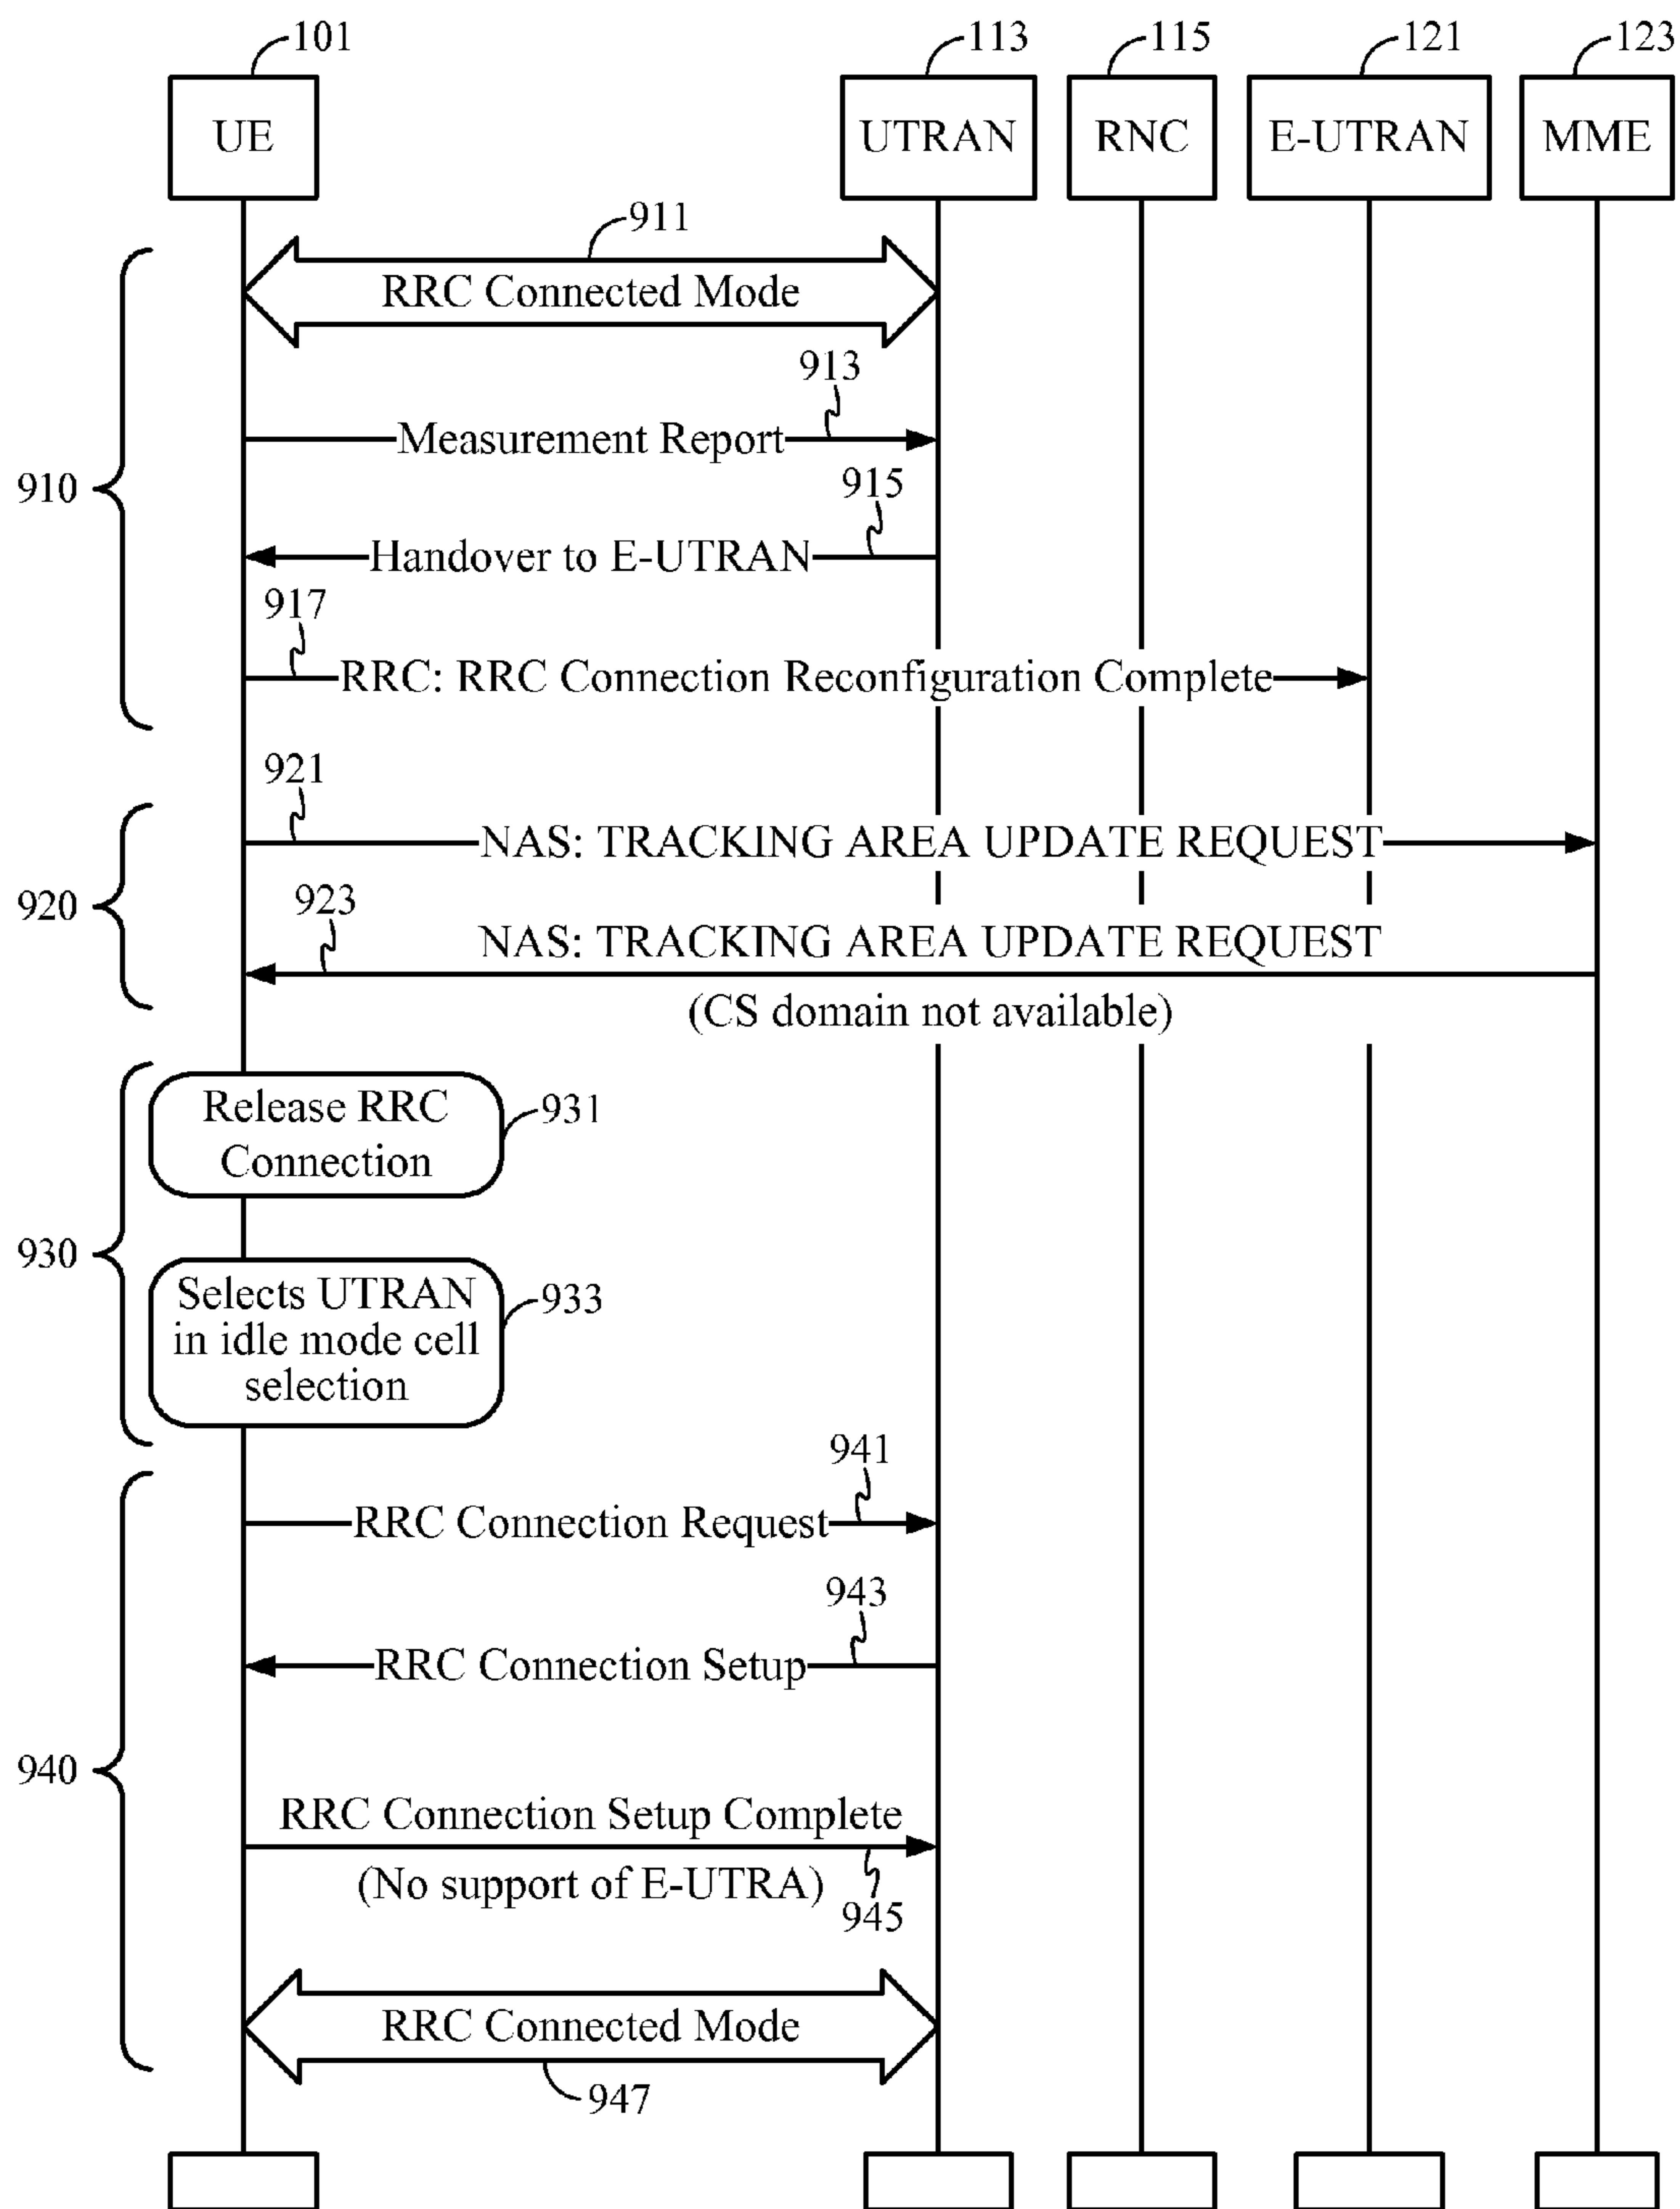 101
113
115
121
123
UE
UTRAN
RNC
E-UTRAN
MME
911
RRC Connected Mode
913
Measurement Report
910
915
Handover to E-UTRAN
917
RRC: RRC Connection Reconfiguration Complete
921
NAS: TRACKING AREA UPDATE REQUEST
920
923
NAS: TRACKING AREA UPDATE REQUEST
(CS domain not available)
Release RRC
Connection
931
930
Selects UTRAN
in idle mode cell
selection
933
941
RRC Connection Request
943
RRC Connection Setup
940
RRC Connection Setup Complete
(No support of E-UTRA)
945
RRC Connected Mode
947